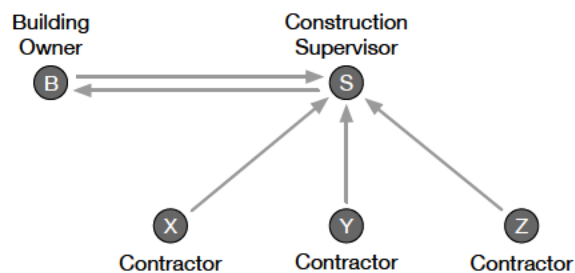 Building
Owner
Construction
Supervisor
B
S
X
Y
Z
Contractor
Contractor
Contractor